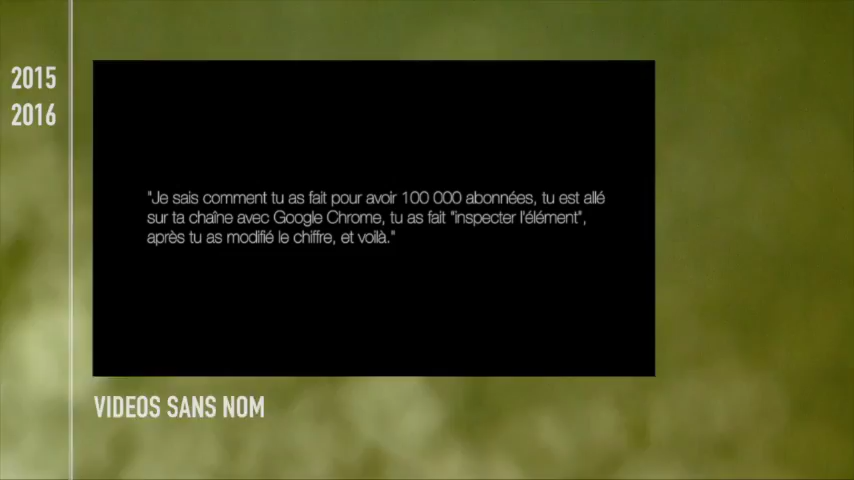 2015
2016
"Je sais comment tu as fait pour avoir 100 000 abonnées, tu est allé
sur ta chaîne avec Google Chrome, tu as fait "inspecter l'élément",
après tu as modifié le chiffre, et voilà."
VIDEOS SANS NOM